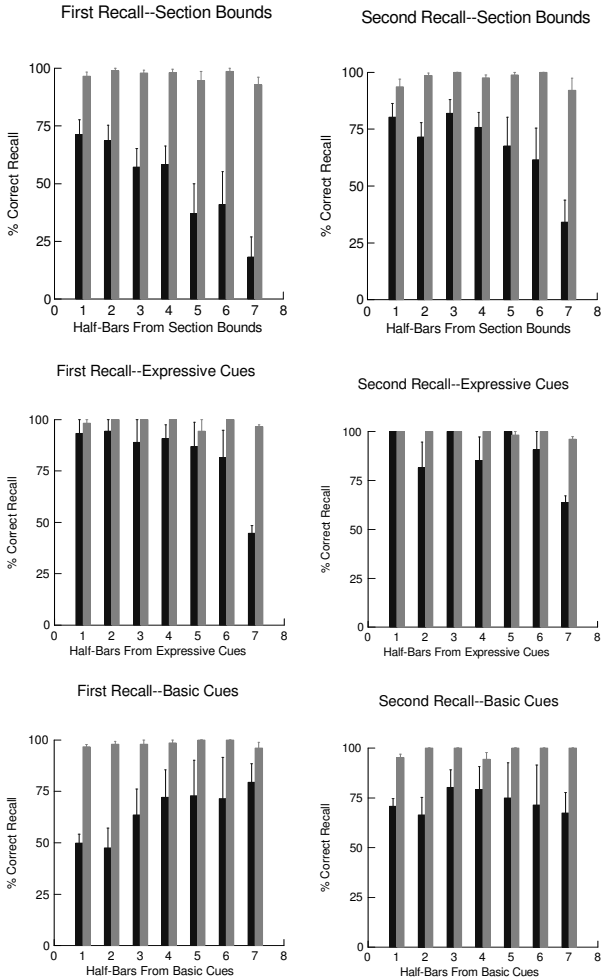 First Recall--Section Bounds
100
75
50
25
0
% Correct Recall
0 1 2 3 4 5 6 7 8
Half-Bars From Section Bounds
Second Recall--Section Bounds
100
75
50
25
0
% Correct Recall
0 1 2 3 4 5 6 7 8
Half-Bars From Section Bounds
First Recall--Expressive Cues
100
75
50
25
% Correct Recall
0 1 2 3 4 5 6 7 8
Half-Bars From Expressive Cues
Second Recall--Expressive Cues
100
75
50
25
% Correct Recall
0 1 2 3 4 5 6 7 8
Half-Bars From Expressive Cues
First Recall--Basic Cues
100
75
50
25
0
% Correct Recall
0 1 2 3 4 5 6 7 8
Half-Bars From Basic Cues
Second Recall--Basic Cues
100
75
50
25
0
% Correct Recall
0 1 2 3 4 5 6 7 8
Half-Bars From Basic Cues